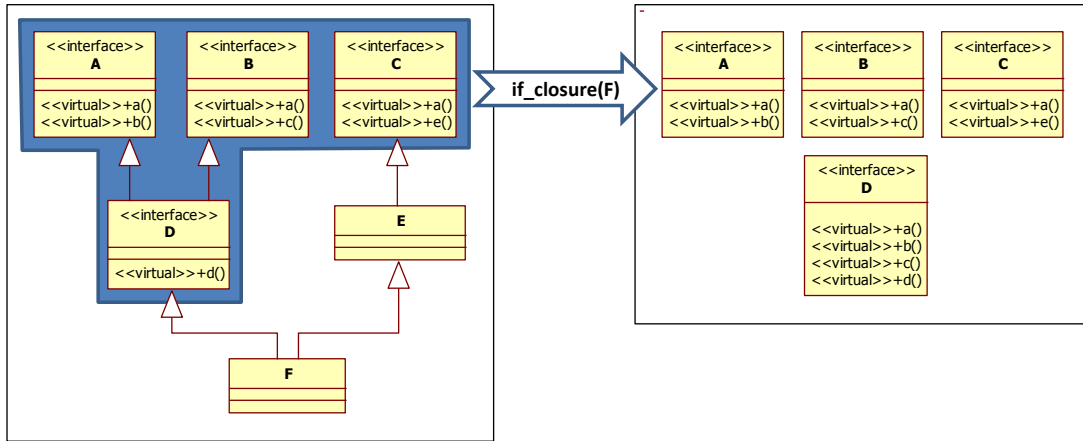 <<interface>>
A
<<virtual>>+a()
<<virtual>>+b()
<<interface>>
B
<<virtual>>+a()
<<virtual>>+c()
<<interface>>
C
<<virtual>>+a()
<<virtual>>+e()
<<interface>>
D
<<virtual>>+d()
E
F
if_closure(F)
<<interface>>
A
<<virtual>>+a()
<<virtual>>+b()
<<interface>>
B
<<virtual>>+a()
<<virtual>>+c()
<<interface>>
C
<<virtual>>+a()
<<virtual>>+e()
<<interface>>
D
<<virtual>>+a()
<<virtual>>+b()
<<virtual>>+c()
<<virtual>>+d()